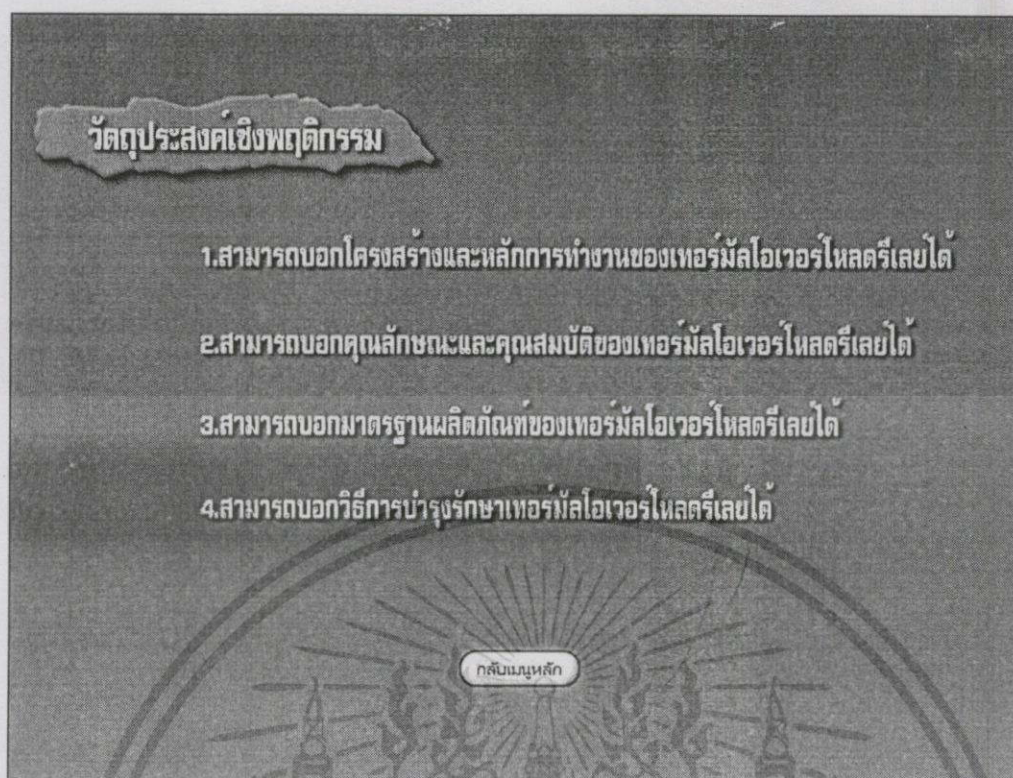 วัตถุประสงค์เชิงพฤติกรรม
1.สามารถบอกโครงสร้างและหลักการทำงานของเทอร์มัลโอเวอร์โหลดรีเลย์ได้
๒.สามารถบอกคุณลักษณะและคุณสมบัติของเทอร์มัลโอเวอร์โหลดรีเลย์ได้
3.สามารถบอกมาตรฐานผลิตภัณฑ์ของเทอร์มัลโอเวอร์โหลดรีเลย์ได้
4.สามารถบอกวิธีการบำรุงรักษาเทอร์มัลโอเวอร์โหลดรีเลย์ได้
กลับเมนูหลัก